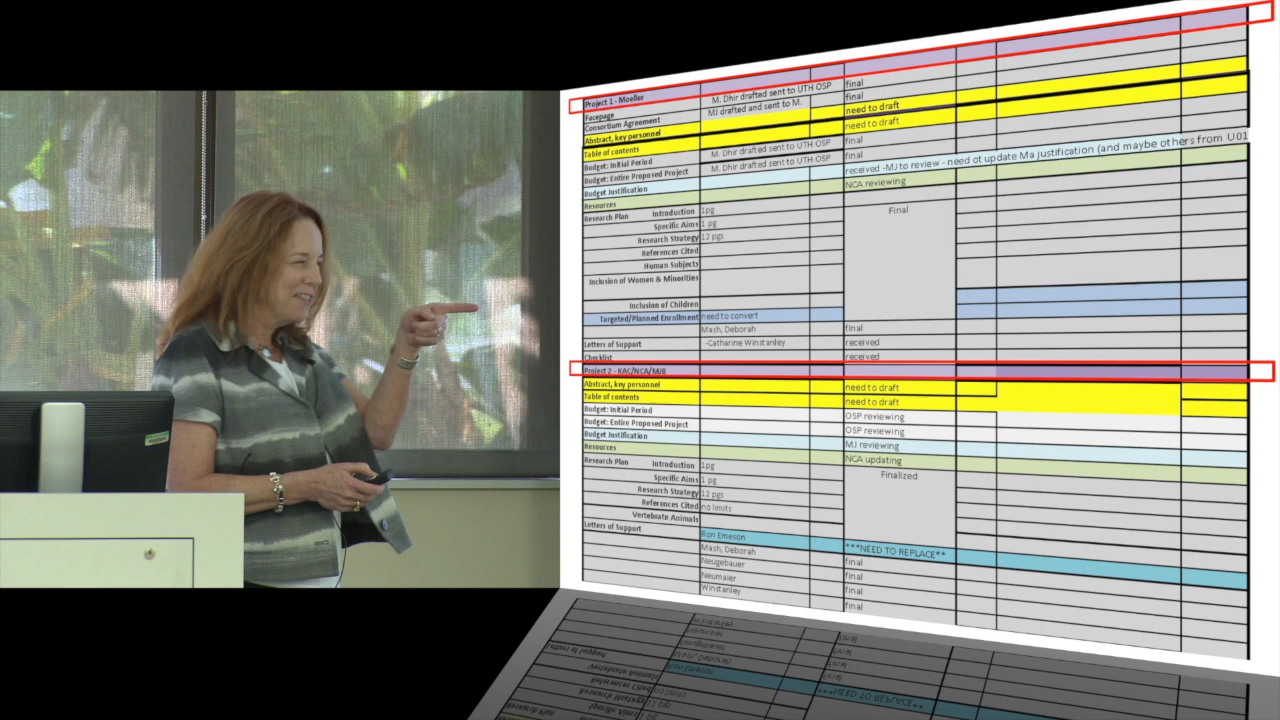 Project 1 - Moeller
Facepage M. Dhir drafted sent to UTH OSP final
Consortium Agreement MJ drafted and sent to M. final
Abstract, key personnel need to draft
Table of contents need to draft
Budget: Initial Period M. Dhir drafted sent to UTH OSP final
Budget: Entire Proposed Project M. Dhir drafted sent to UTH OSP final
Budget Justification received -MJ to review - need ot update Ma justification (and maybe others from U01
Resources NCA reviewing
Research Plan Introduction 1pg Final
Specific Aims 1 pg
Research Strategy 12 pgs
References Cited
Human Subjects
Inclusion of Women & Minorities
Inclusion of Children
Targeted/Planned Enrollment need to convert
Mash, Deborah final
Letters of Support -Catharine Winstanley received
Checklist received
Project 2 - KAC/NCA/MJB
Abstract, key personnel need to draft
Table of contents need to draft
Budget: Initial Period OSP reviewing
Budget: Entire Proposed Project OSP reviewing
Budget Justification MJ reviewing
Resources NCA updating
Research Plan Introduction 1pg Finalized
Specific Aims 1 pg
Research Strategy 12 pgs
References Cited no limits
Vertebrate Animals
Letters of Support Ron Emeson ***NEED TO REPLACE**
Mash, Deborah final
Neugebauer final
Neumaier final
Winstanley final